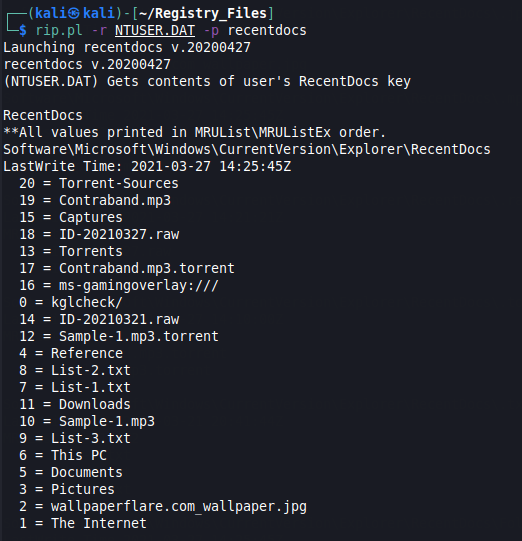 ┌──(kali㉿kali)-[~/Registry_Files]
└─$ rip.pl -r NTUSER.DAT -p recentdocs
Launching recentdocs v.20200427
recentdocs v.20200427
(NTUSER.DAT) Gets contents of user's RecentDocs key

RecentDocs
**All values printed in MRUList\MRUListEx order.
Software\Microsoft\Windows\CurrentVersion\Explorer\RecentDocs
LastWrite Time: 2021-03-27 14:25:45Z
  20 = Torrent-Sources
  19 = Contraband.mp3
  15 = Captures
  18 = ID-20210327.raw
  13 = Torrents
  17 = Contraband.mp3.torrent
  16 = ms-gamingoverlay:///
  0 = kglcheck/
  14 = ID-20210321.raw
  12 = Sample-1.mp3.torrent
  4 = Reference
  8 = List-2.txt
  7 = List-1.txt
  11 = Downloads
  10 = Sample-1.mp3
  9 = List-3.txt
  6 = This PC
  5 = Documents
  3 = Pictures
  2 = wallpaperflare.com_wallpaper.jpg
  1 = The Internet